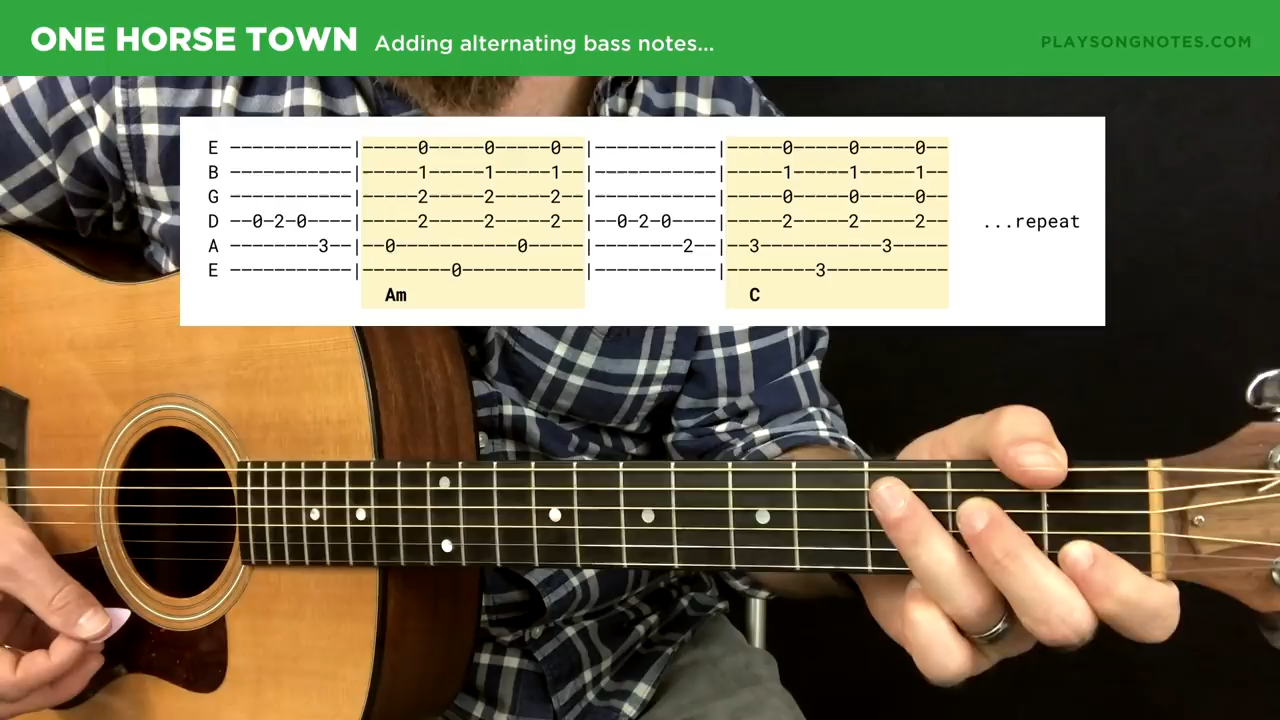 ONE HORSE TOWN Adding alternating bass notes... PLAYSONGNOTES.COM
E -----------|-----0-----0-----0--|-----------|-----0-----0-----0--
B -----------|-----1-----1-----1--|-----------|-----1-----1-----1--
G -----------|-----2-----2-----2--|-----------|-----0-----0-----0--
D --0-2-0----|-----2-----2-----2--|--0-2-0----|-----2-----2-----2-- ...repeat
A --------3--|--0-----------0-----|--------2--|--3-----------3-----
E -----------|--------0-----------|-----------|--------3-----------
Am C